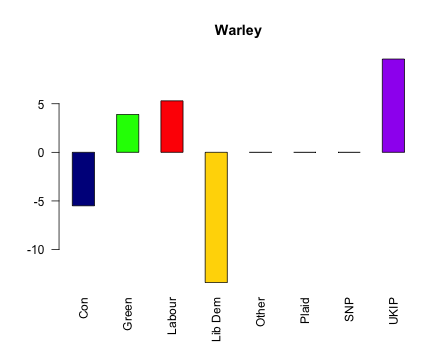 Warley
5
0
-5
-10
Con
Green
Labour
Lib Dem
Other
Plaid
SNP
UKIP